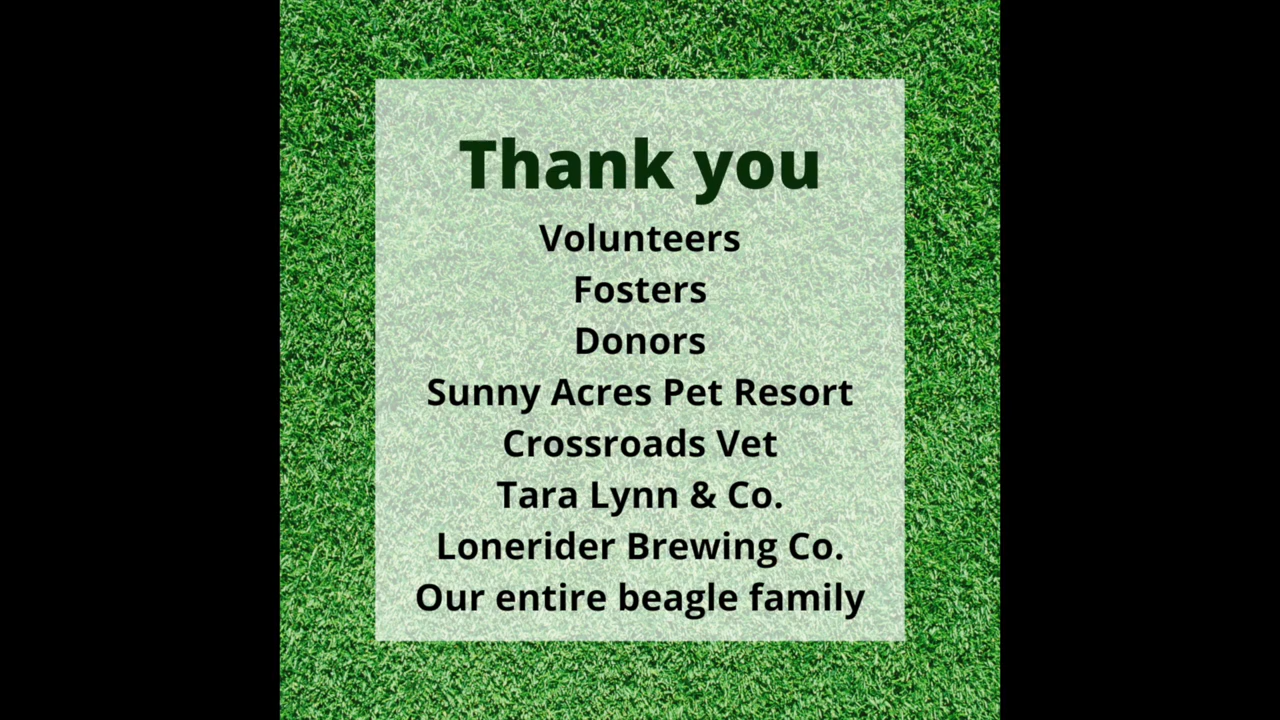 Thank you
Volunteers
Fosters
Donors
Sunny Acres Pet Resort
Crossroads Vet
Tara Lynn & Co.
Lonerider Brewing Co.
Our entire beagle family